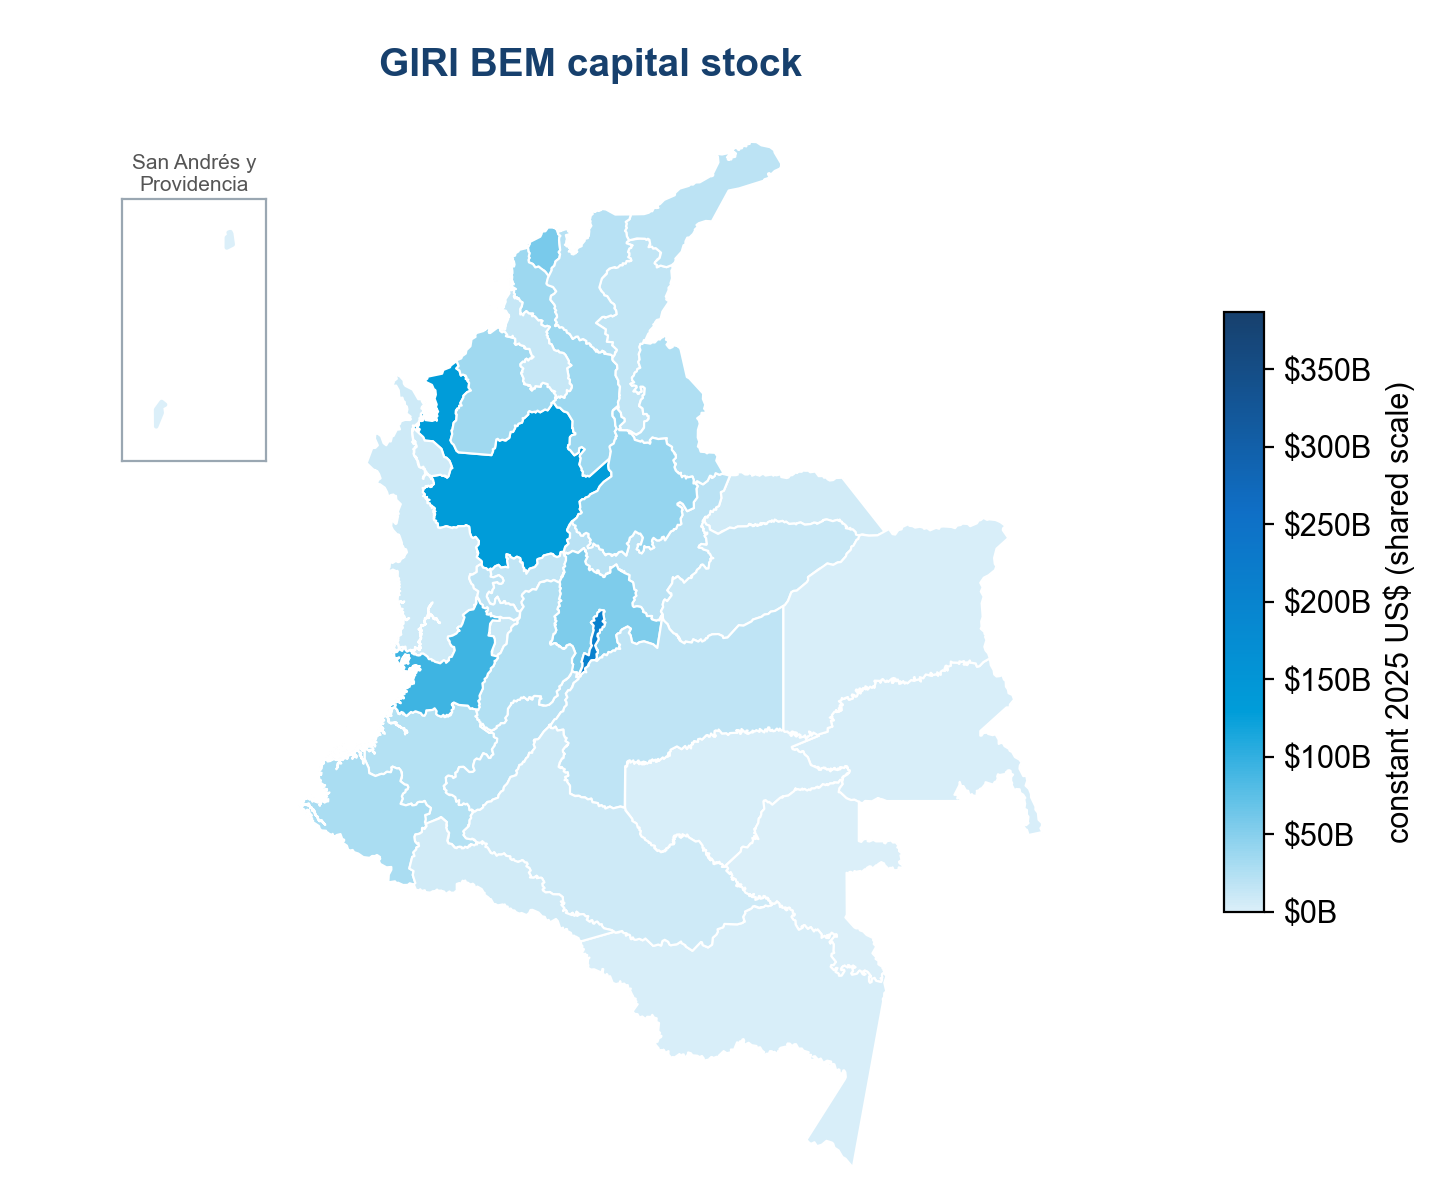 GIRI BEM capital stock
San Andrés y
Providencia
$350B
$300B
$250B
$200B
$150B
$100B
$50B
$0B
constant 2025 US$ (shared scale)